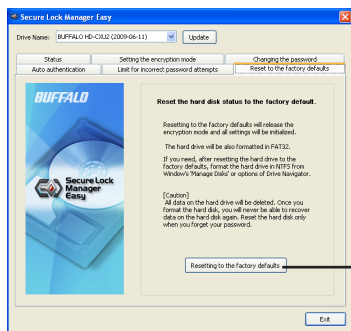 Secure Lock Manager Easy
Drive Name: BUFFALO HD-CXU2 (2009-06-11) Update
Status Setting the encryption mode Changing the password
Auto authentication Limit for incorrect password attempts Reset to the factory defaults
BUFFALO
Secure Lock
Manager
Easy
Reset the hard disk status to the factory default.
Resetting to the factory defaults will release the
encryption mode and all settings will be initialized.
The hard drive will be also formatted in FAT32.
If you need, after resetting the hard drive to the
factory defaults, format the hard drive in NTFS from
Window's 'Manage Disks' or options of Drive Navigator.
[Caution]
All data on the hard drive will be deleted. Once you
format the hard disk, you will never be able to recover
data on the hard disk again. Reset the hard disk only
when you forget your password.
Resetting to the factory defaults
Exit